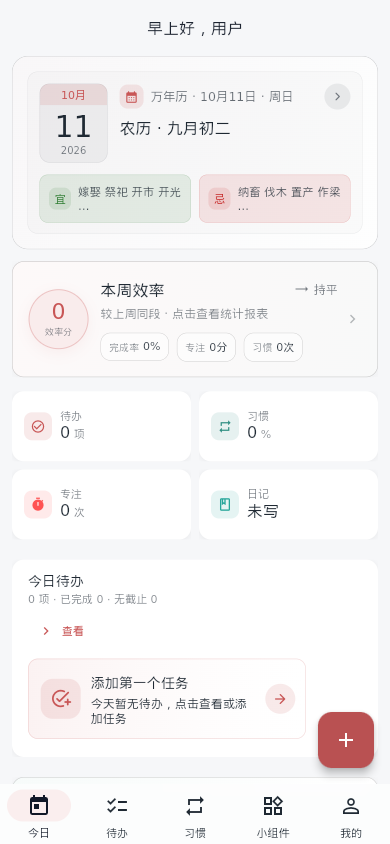 早上好，用户
10月
11
2026
万年历 · 10月11日 · 周日
农历 · 九月初二
宜
嫁娶 祭祀 开市 开光
...
忌
纳畜 伐木 置产 作梁
...
0
效率分
本周效率
持平
较上周同段 · 点击查看统计报表
完成率 0%
专注 0分
习惯 0次
待办
0 项
习惯
0 %
专注
0 次
日记
未写
今日待办
0 项 · 已完成 0 · 无截止 0
查看
添加第一个任务
今天暂无待办，点击查看或添
加任务
今日
待办
习惯
小组件
我的